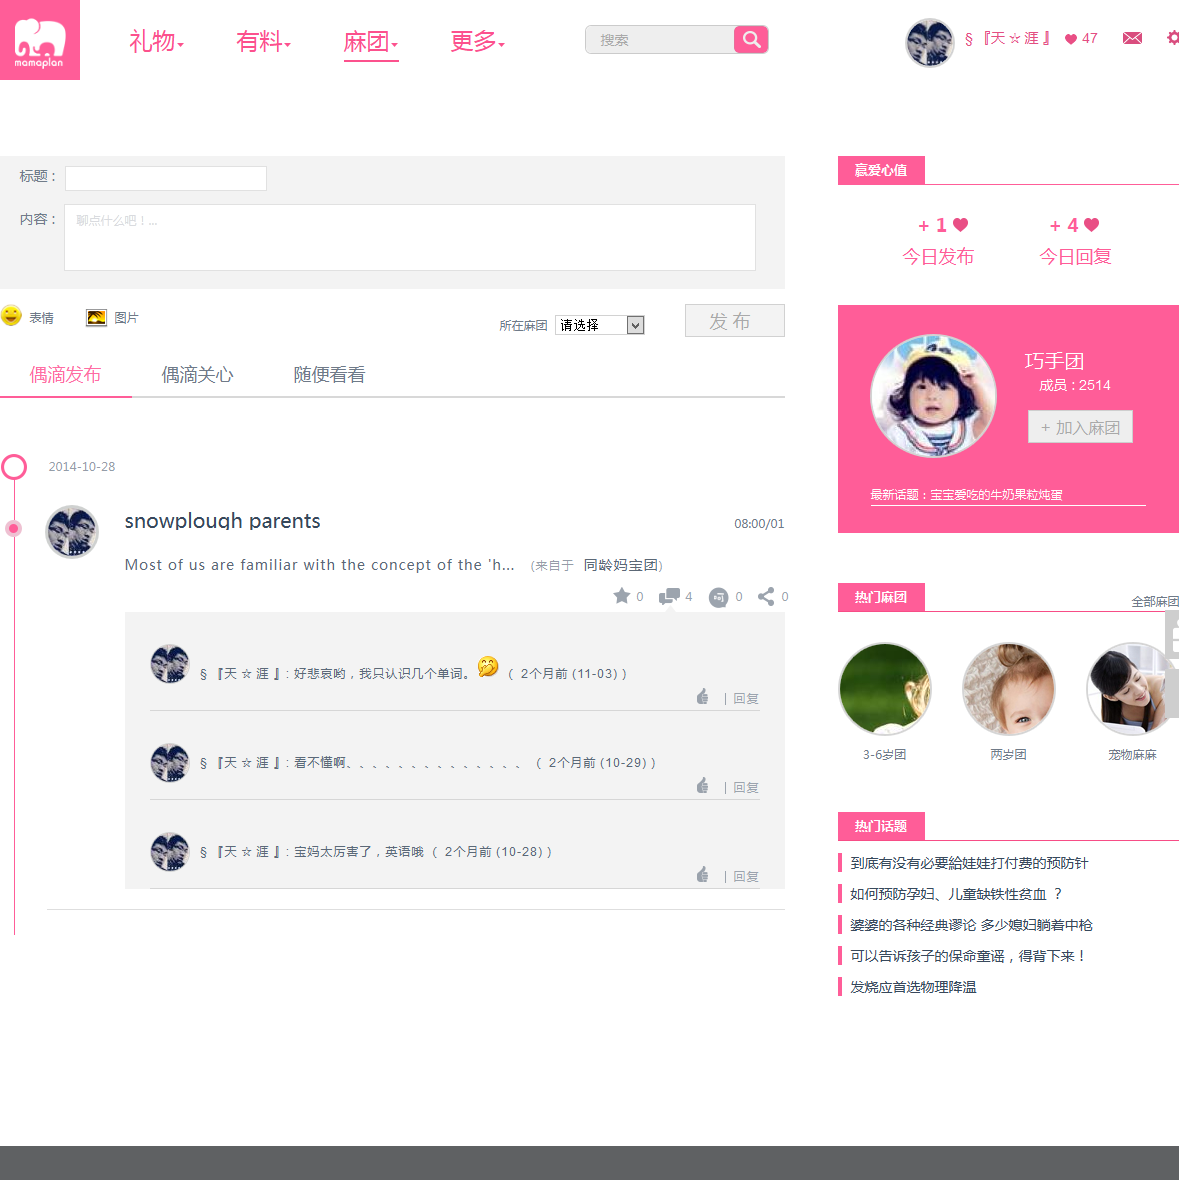 mamaplan
礼物 有料 麻团 更多 搜索 § 『天 ☆ 涯 』 47
标题：
内容： 聊点什么吧！...
表情 图片 所在麻团 请选择 发 布
偶滴发布 偶滴关心 随便看看
2014-10-28
snowplough parents 08:00/01
Most of us are familiar with the concept of the 'h... (来自于 同龄妈宝团)
0 4 0 0
§ 『天 ☆ 涯 』: 好悲哀哟，我只认识几个单词。 ( 2个月前 (11-03) )
| 回复
§ 『天 ☆ 涯 』: 看不懂啊、、、、、、、、、、、、、、 ( 2个月前 (10-29) )
| 回复
§ 『天 ☆ 涯 』: 宝妈太厉害了，英语哦 ( 2个月前 (10-28) )
| 回复
赢爱心值
+ 1 + 4
今日发布 今日回复
巧手团
成员 : 2514
+ 加入麻团
最新话题：宝宝爱吃的牛奶果粒炖蛋
热门麻团
全部麻团
3-6岁团 两岁团 宠物麻麻
热门话题
到底有没有必要給娃娃打付费的预防针
如何预防孕妇、儿童缺铁性贫血 ？
婆婆的各种经典谬论 多少媳妇躺着中枪
可以告诉孩子的保命童谣，得背下来！
发烧应首选物理降温